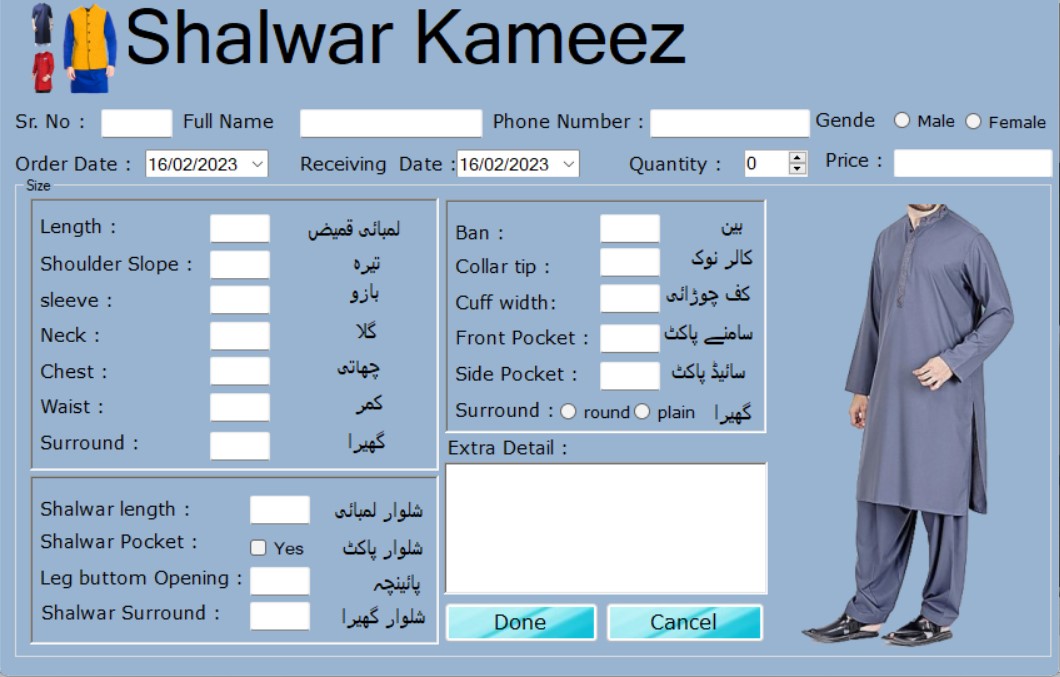 Shalwar Kameez
Sr. No : Full Name Phone Number : Gende Male Female
Order Date : 16/02/2023 Receiving Date : 16/02/2023 Quantity : 0 Price :
Size
Length : لمبائی قمیض
Shoulder Slope : تیرہ
sleeve : بازو
Neck : گلا
Chest : چھاتی
Waist : کمر
Surround : گھیرا
Shalwar length : شلوار لمبائی
Shalwar Pocket : Yes شلوار پاکٹ
Leg buttom Opening : پائینچہ
Shalwar Surround : شلوار گھیرا
Ban : بین
Collar tip : کالر نوک
Cuff width: کف چوڑائی
Front Pocket : سامنے پاکٹ
Side Pocket : سائیڈ پاکٹ
Surround : round plain گھیرا
Extra Detail :
Done Cancel